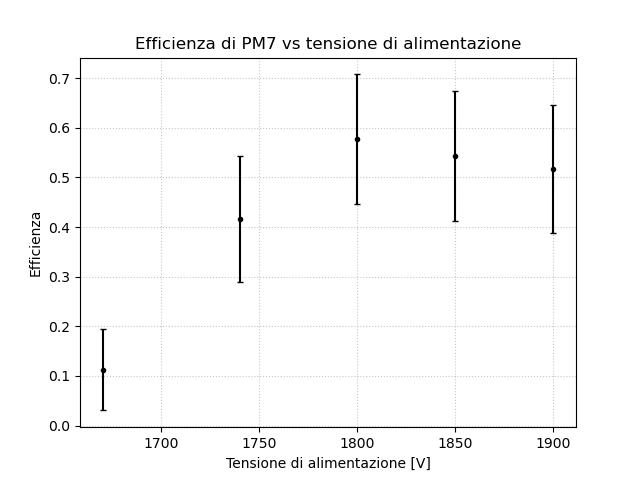 Efficienza di PM7 vs tensione di alimentazione
Efficienza
0.7
0.6
0.5
0.4
0.3
0.2
0.1
0.0
1700 1750 1800 1850 1900
Tensione di alimentazione [V]